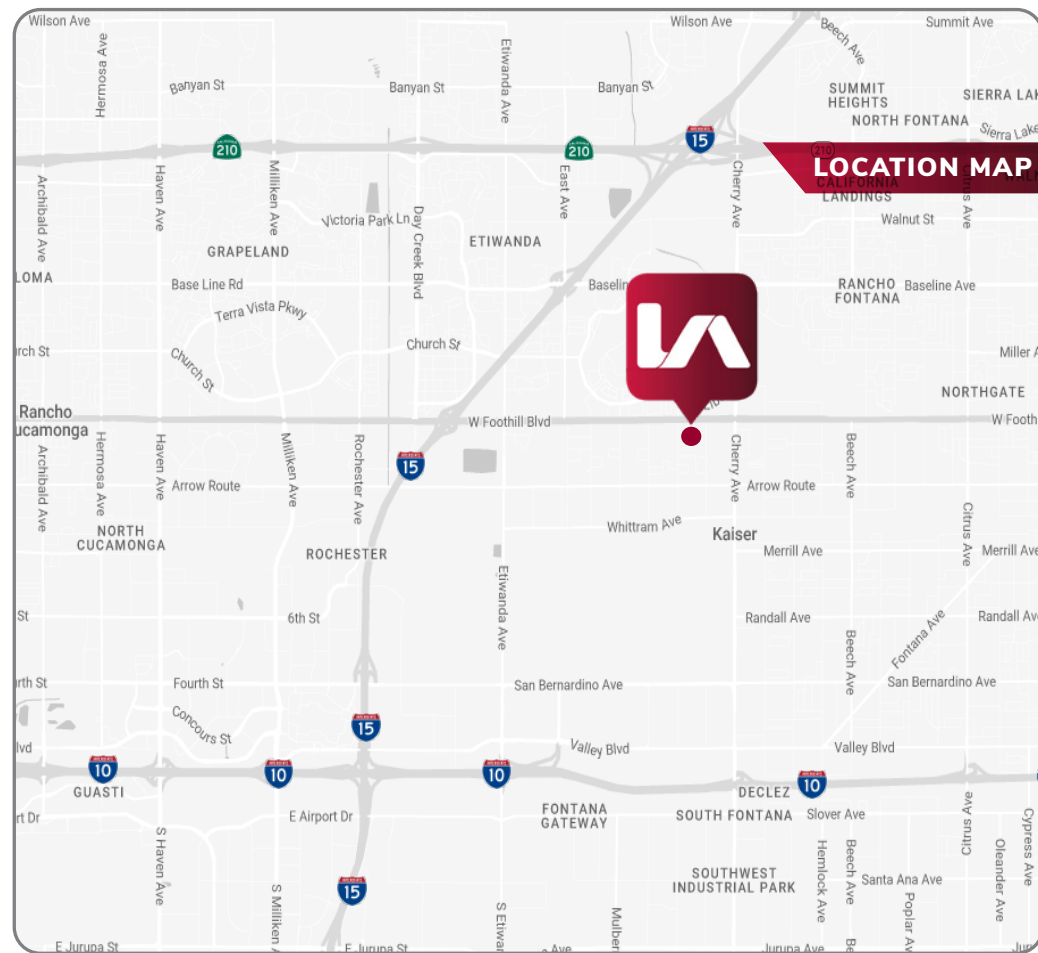 Wilson Ave
Wilson Ave
Summit Ave
Hermosa Ave
Etiwanda Ave
Beech Ave
Banyan St
Banyan St
Banyan St
SUMMIT
HEIGHTS
SIERRA LAK
NORTH FONTANA
Sierra Lake
210
210
15
210
LOCATION MAP
CALIFORNIA
LANDINGS
Archibald Ave
Haven Ave
Milliken Ave
East Ave
Cherry Ave
Citrus Ave
Victoria Park Ln
Day Creek Blvd
Walnut St
GRAPELAND
ETIWANDA
LOMA
Base Line Rd
Baselin
RANCHO
FONTANA
Baseline Ave
Terra Vista Pkwy
LA
rch St
Church St
Church St
Miller A
NORTHGATE
Rancho
ucamonga
W Foothill Blvd
W Footh
Archibald Ave
Hermosa Ave
Haven Ave
Milliken Ave
Rochester Ave
15
Cherry Ave
Beech Ave
Arrow Route
Arrow Route
Whittram Ave
Kaiser
Citrus Ave
NORTH
CUCAMONGA
ROCHESTER
Merrill Ave
Merrill Ave
Etiwanda Ave
St
6th St
Randall Ave
Randall Ave
Fontana Ave
Beech Ave
rth St
Fourth St
San Bernardino Ave
San Bernardino Ave
Concours St
15
lvd
Valley Blvd
Valley Blvd
10
10
10
10
GUASTI
DECLEZ
rt Dr
E Airport Dr
FONTANA
GATEWAY
SOUTH FONTANA
Slover Ave
Citrus Ave
Cypress Ave
S Haven Ave
Hemlock Ave
Beech Ave
Oleander Ave
SOUTHWEST
INDUSTRIAL PARK
Santa Ana Ave
15
S Milliken A
S Etiwan
Mulber
Poplar Av
E Jurupa St
E Jurupa St
Ave
Jurupa Ave
Be
Juru